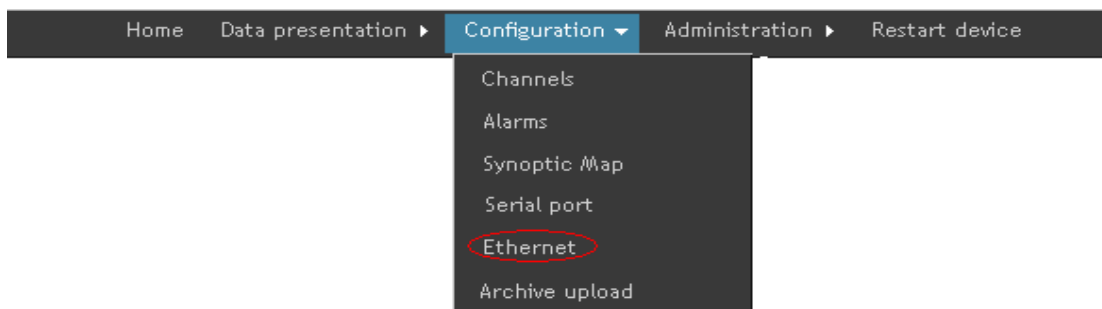 Home Data presentation Configuration Administration Restart device
Channels
Alarms
Synoptic Map
Serial port
Ethernet
Archive upload